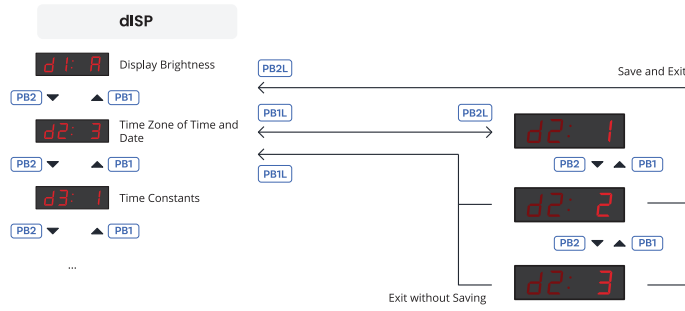 dISP
d1: A
Display Brightness
PB2L
Save and Exit
PB2
PB1
PB1L
PB2L
d2: 3
Time Zone of Time and
Date
d2: 1
PB2
PB1
PB2
PB1
PB1L
d3: 1
Time Constants
d2: 2
PB2
PB1
PB2
PB1
...
d2: 3
Exit without Saving